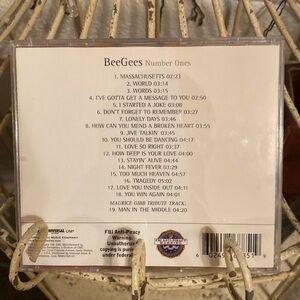 BeeGees Number Ones
1. MASSACHUSETTS 02:23
2. WORLD 03:14
3. WORDS 03:15
4. I'VE GOTTA GET A MESSAGE TO YOU 02:50
5. I STARTED A JOKE 03:08
6. DON'T FORGET TO REMEMBER 03:27
7. LONELY DAYS 03:46
8. HOW CAN YOU MEND A BROKEN HEART 03:55
9. JIVE TALKIN' 03:45
10. YOU SHOULD BE DANCING 04:17
11. LOVE SO RIGHT 03:37
12. HOW DEEP IS YOUR LOVE 04:00
13. STAYIN' ALIVE 04:44
14. NIGHT FEVER 03:29
15. TOO MUCH HEAVEN 04:57
16. TRAGEDY 05:02
17. LOVE YOU INSIDE OUT 04:11
18. YOU WIN AGAIN 04:01
MAURICE GIBB TRIBUTE TRACK:
19. MAN IN THE MIDDLE 04:20
FBI Anti-Piracy
Warning:
Unauthorized
copying is
under federal